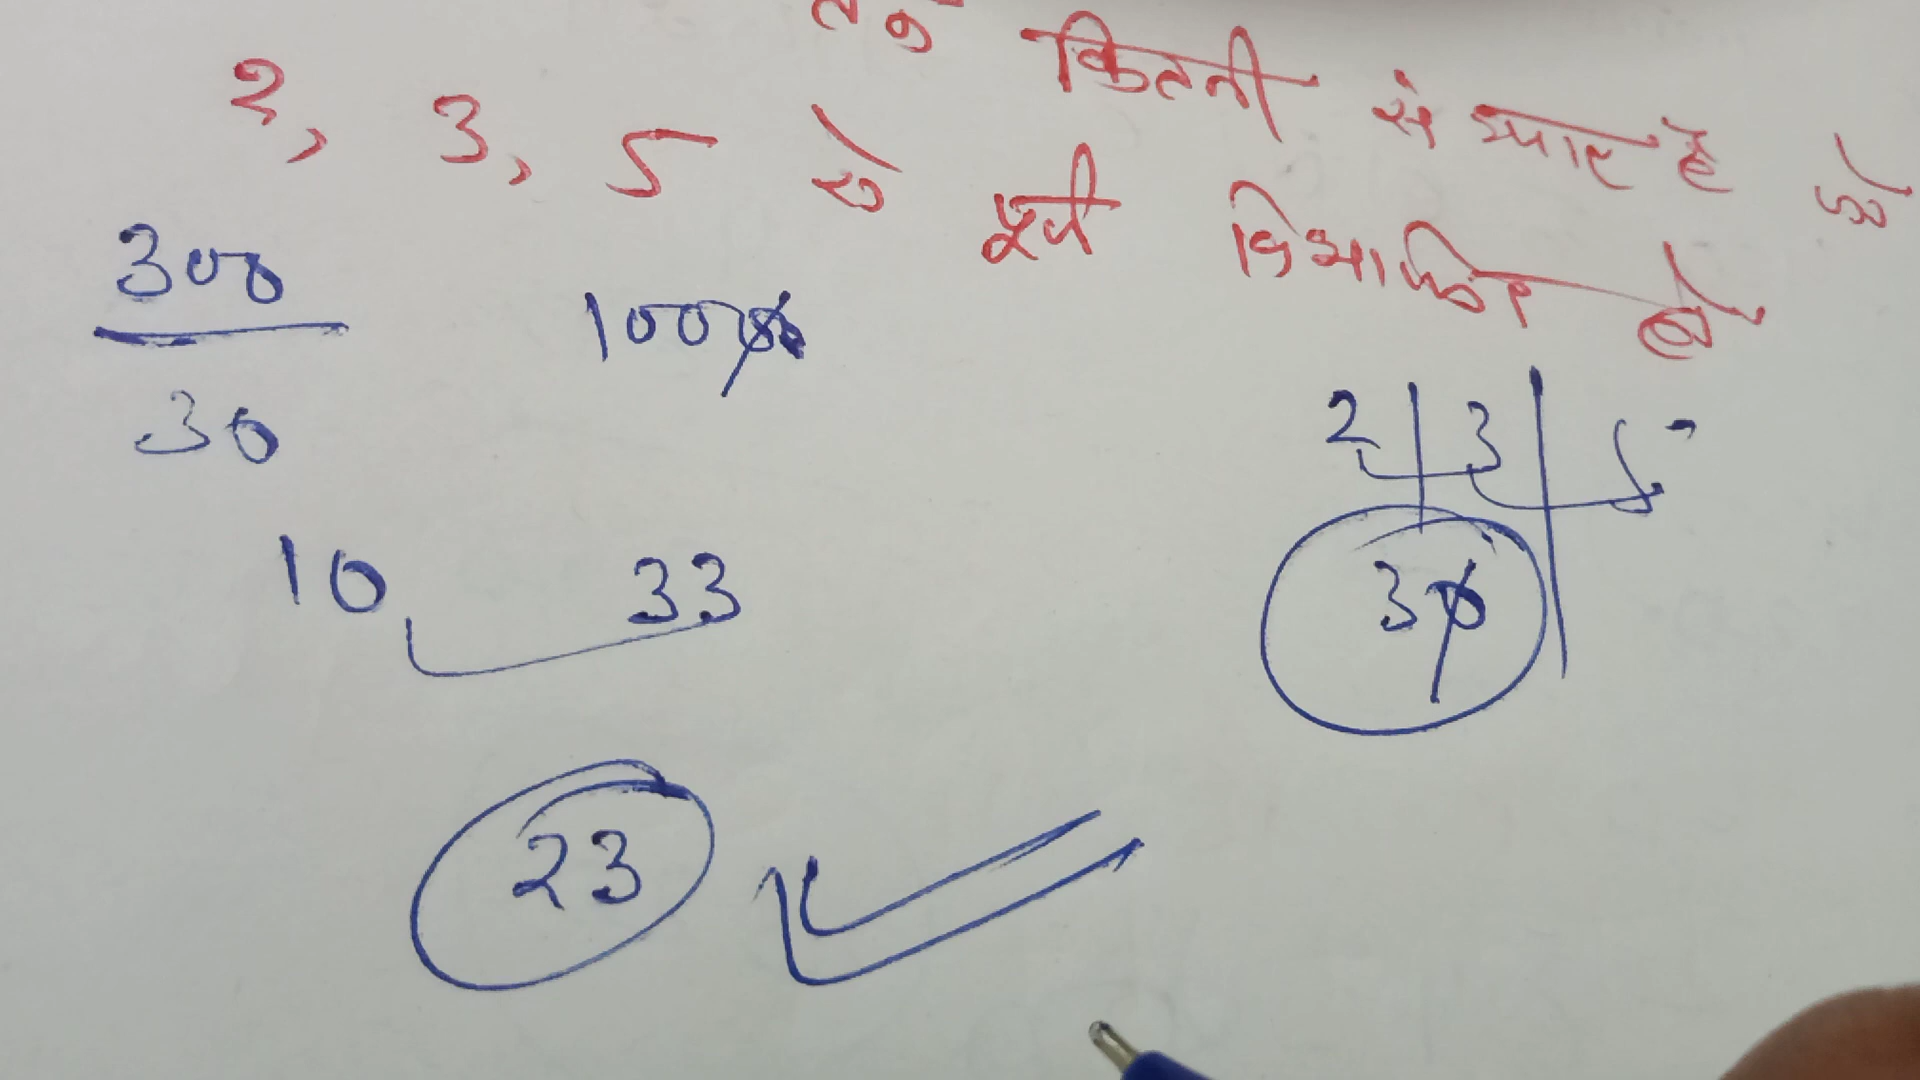 तक कितनी संख्याए है जो
2, 3, 5 से पूर्ण विभाजित हो
300 1000
30
2 3 5
10 33 30
23